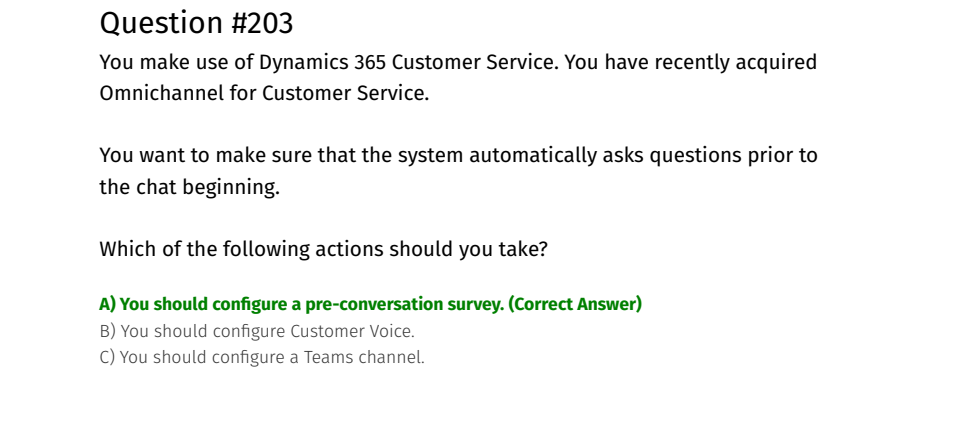 Question #203
You make use of Dynamics 365 Customer Service. You have recently acquired
Omnichannel for Customer Service.
You want to make sure that the system automatically asks questions prior to
the chat beginning.
Which of the following actions should you take?
A) You should configure a pre-conversation survey. (Correct Answer)
B) You should configure Customer Voice.
C) You should configure a Teams channel.